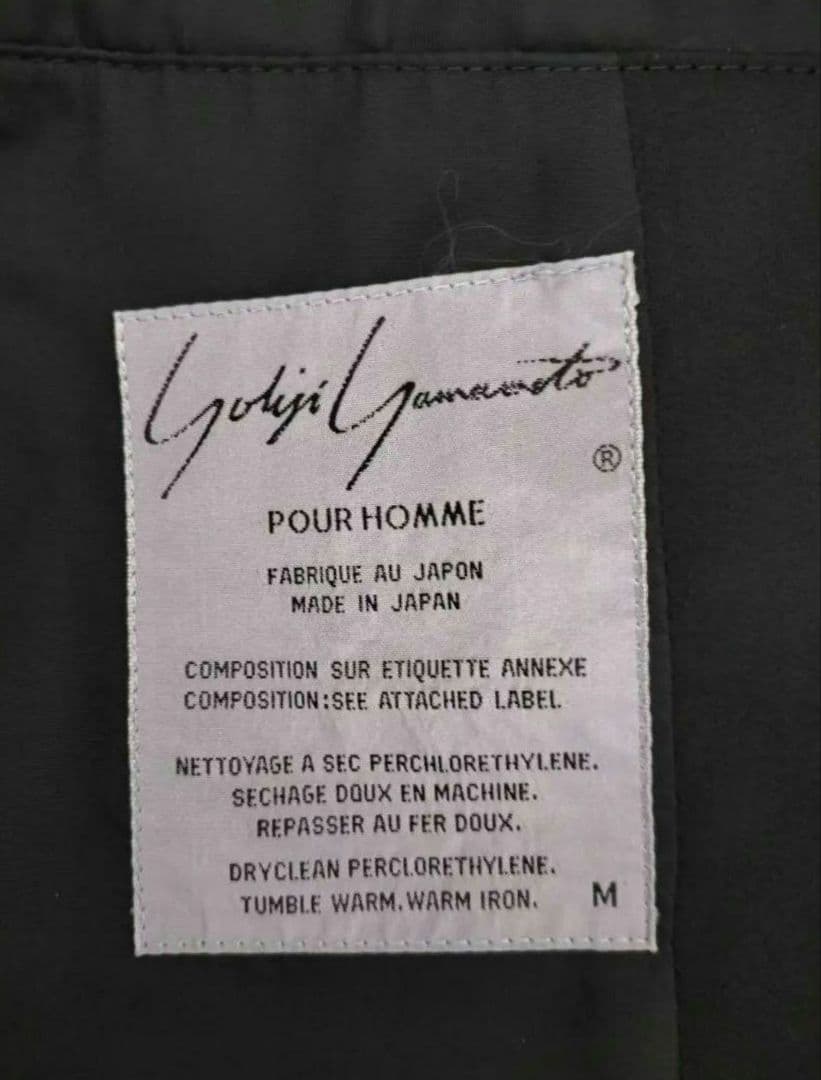 Yohji Yamamoto
®
POUR HOMME
FABRIQUE AU JAPON
MADE IN JAPAN
COMPOSITION SUR ETIQUETTE ANNEXE
COMPOSITION:SEE ATTACHED LABEL.
NETTOYAGE A SEC PERCHLORETHYLENE.
SECHAGE DOUX EN MACHINE.
REPASSER AU FER DOUX.
DRYCLEAN PERCLORETHYLENE.
TUMBLE WARM.WARM IRON. M